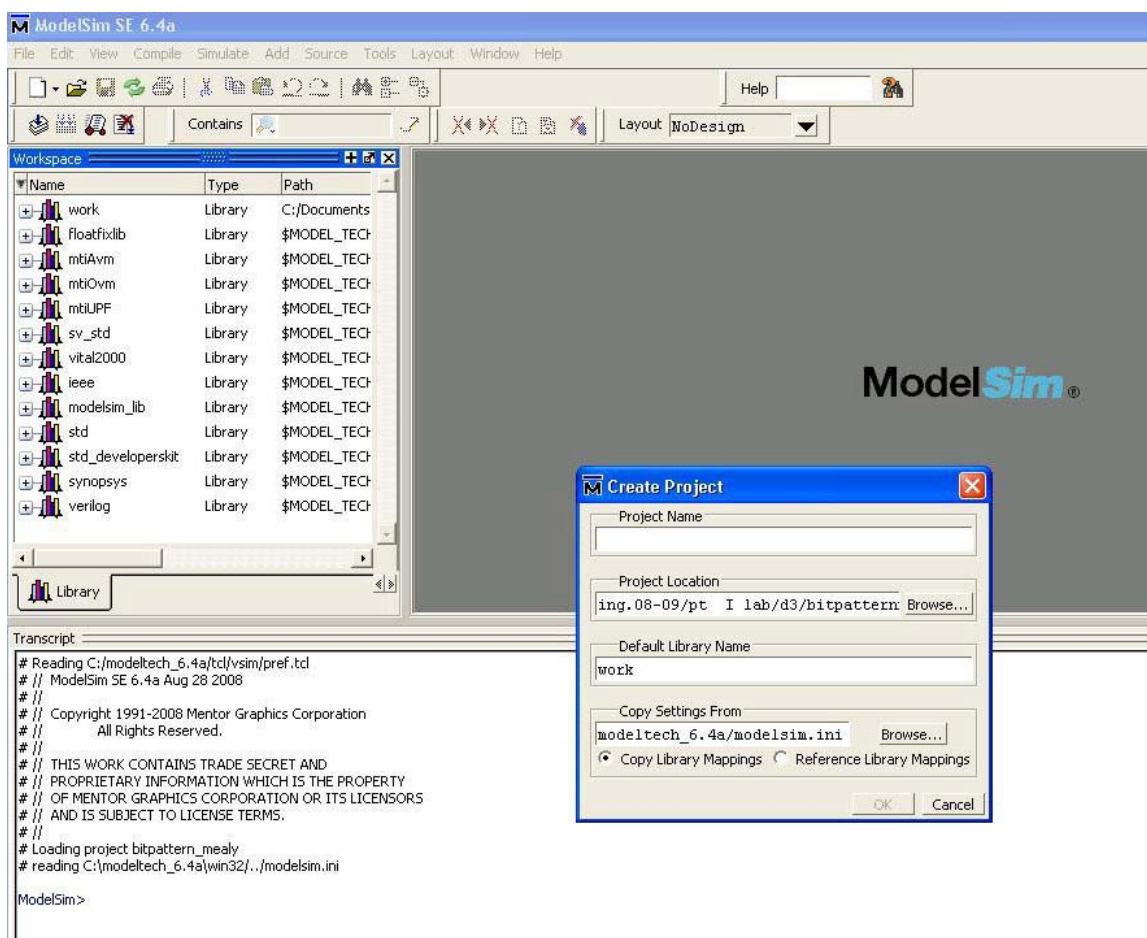 ModelSim SE 6.4a
File Edit View Compile Simulate Add Source Tools Layout Window Help
Help
Contains
Layout NoDesign
Workspace
Name Type Path
work Library C:/Documents
floatfixlib Library $MODEL_TECH
mtiAvm Library $MODEL_TECH
mtiOvm Library $MODEL_TECH
mtiUPF Library $MODEL_TECH
sv_std Library $MODEL_TECH
vital2000 Library $MODEL_TECH
ieee Library $MODEL_TECH
modelsim_lib Library $MODEL_TECH
std Library $MODEL_TECH
std_developerskit Library $MODEL_TECH
synopsys Library $MODEL_TECH
verilog Library $MODEL_TECH
Library
ModelSim ®
Create Project
Project Name
Project Location
ing.08-09/pt I lab/d3/bitpattern Browse...
Default Library Name
work
Copy Settings From
modeltech_6.4a/modelsim.ini Browse...
Copy Library Mappings Reference Library Mappings
OK Cancel
Transcript
# Reading C:/modeltech_6.4a/tcl/vsim/pref.tcl
# // ModelSim SE 6.4a Aug 28 2008
# //
# // Copyright 1991-2008 Mentor Graphics Corporation
# // All Rights Reserved.
# //
# // THIS WORK CONTAINS TRADE SECRET AND
# // PROPRIETARY INFORMATION WHICH IS THE PROPERTY
# // OF MENTOR GRAPHICS CORPORATION OR ITS LICENSORS
# // AND IS SUBJECT TO LICENSE TERMS.
# //
# Loading project bitpattern_mealy
# reading C:\modeltech_6.4a\win32/../modelsim.ini
ModelSim>